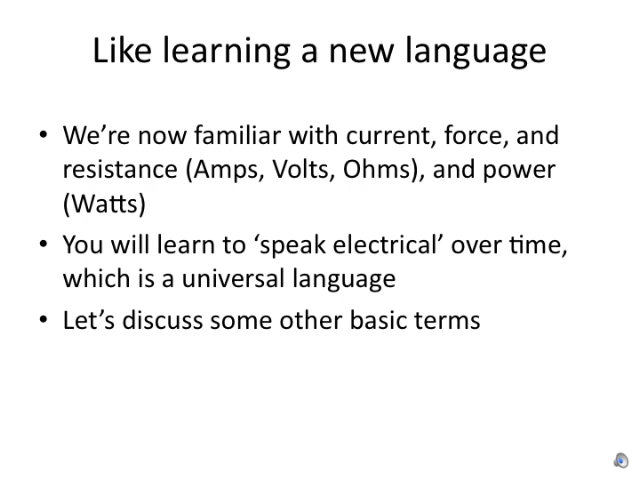 Like learning a new language
• We’re now familiar with current, force, and
resistance (Amps, Volts, Ohms), and power
(Watts)
• You will learn to ‘speak electrical’ over time,
which is a universal language
• Let’s discuss some other basic terms